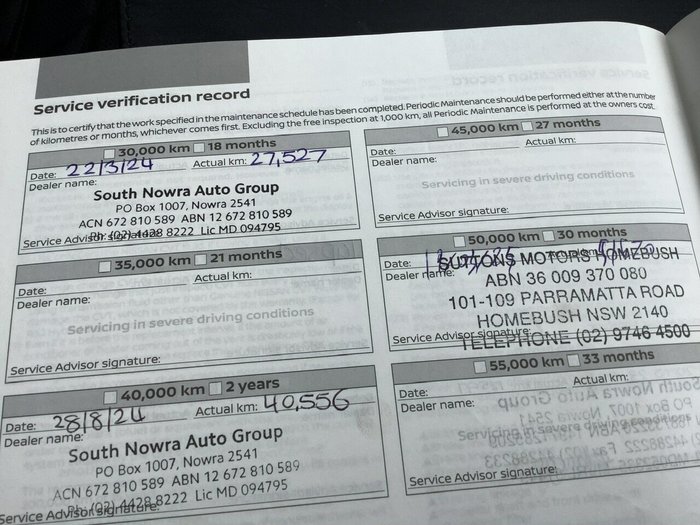 Service verification record
This is to certify that the work specified in the maintenance schedule has been completed. Periodic Maintenance should be performed either at the number
of kilometres or months, whichever comes first. Excluding the free inspection at 1,000 km, all Periodic Maintenance is performed at the owners cost.
30,000 km 18 months
Date: 22/3/24 Actual km: 27,527
Dealer name:
South Nowra Auto Group
PO Box 1007, Nowra 2541
ACN 672 810 589 ABN 12 672 810 589
Ph: (02) 4428 8222 Lic MD 094795
Service Advisor signature:
35,000 km 21 months
Date: Actual km:
Dealer name:
Servicing in severe driving conditions
Service Advisor signature:
40,000 km 2 years
Date: 28/8/24 Actual km: 40,556
Dealer name:
South Nowra Auto Group
PO Box 1007, Nowra 2541
ACN 672 810 589 ABN 12 672 810 589
Ph: (02) 4428 8222 Lic MD 094795
Service Advisor signature:
45,000 km 27 months
Date: Actual km:
Dealer name:
Servicing in severe driving conditions
Service Advisor signature:
50,000 km 30 months
Date:
SUTTONS MOTORS HOMEBUSH
Dealer name:
ABN 36 009 370 080
101-109 PARRAMATTA ROAD
HOMEBUSH NSW 2140
Service Advisor signature:
TELEPHONE (02) 9746 4500
55,000 km 33 months
Date: Actual km:
Dealer name:
Servicing in severe driving conditions
Service Advisor signature: